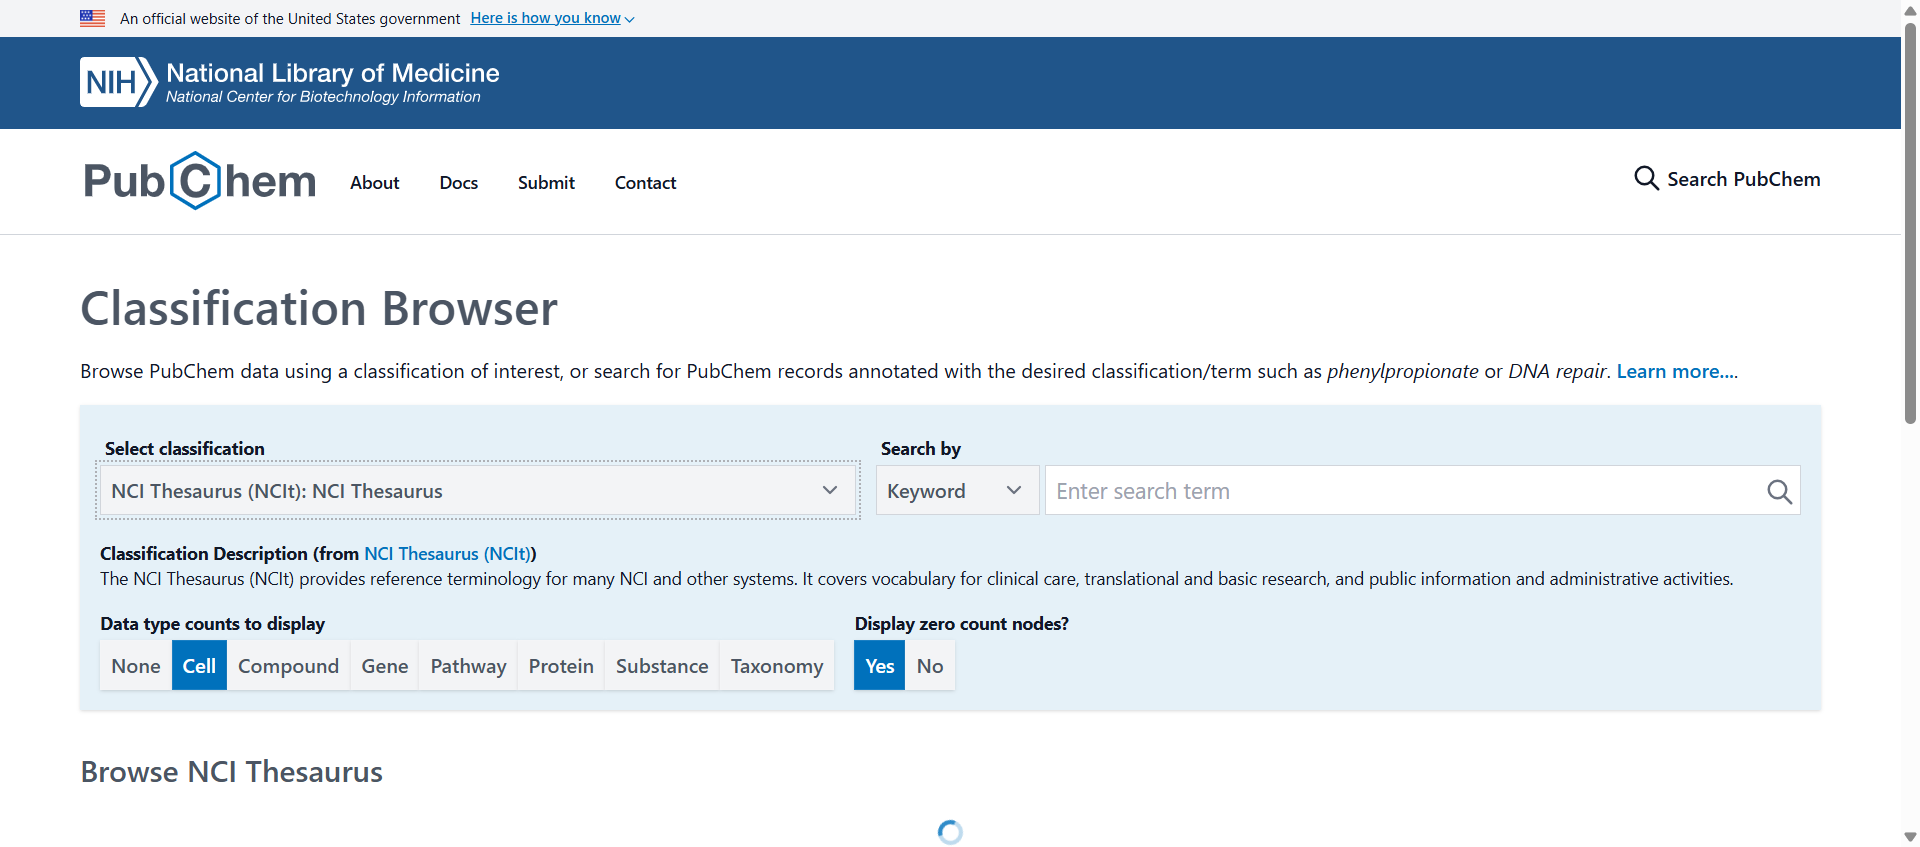 An official website of the United States government Here is how you know
NIH National Library of Medicine
National Center for Biotechnology Information
PubChem About Docs Submit Contact Search PubChem
Classification Browser
Browse PubChem data using a classification of interest, or search for PubChem records annotated with the desired classification/term such as phenylpropionate or DNA repair. Learn more....
Select classification Search by
NCI Thesaurus (NCIt): NCI Thesaurus Keyword Enter search term
Classification Description (from NCI Thesaurus (NCIt))
The NCI Thesaurus (NCIt) provides reference terminology for many NCI and other systems. It covers vocabulary for clinical care, translational and basic research, and public information and administrative activities.
Data type counts to display Display zero count nodes?
None Cell Compound Gene Pathway Protein Substance Taxonomy Yes No
Browse NCI Thesaurus